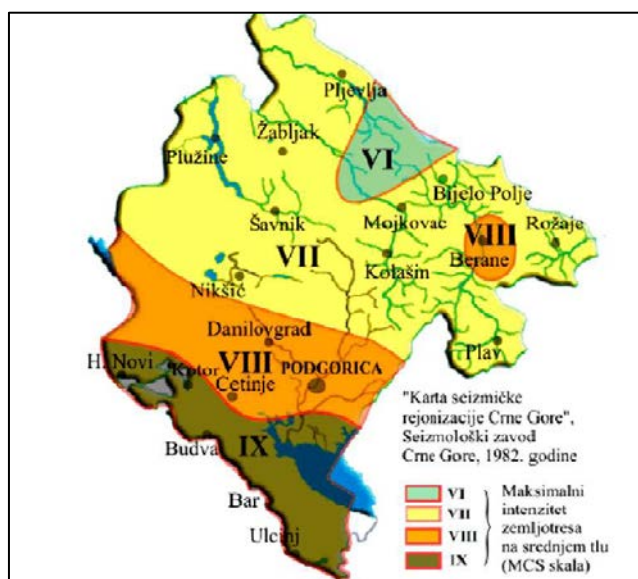 Pljevlja
Žabljak
Plužine
VI
Bijelo Polje
Šavnik
Mojkovac
VIII
Rožaje
VII
Berane
Kolašin
Nikšić
Danilovgrad
Plav
H. Novi
Kotor
VIII
PODGORICA
Cetinje
Budva
IX
Bar
Ulcinj
"Karta seizmičke
rejonizacije Crne Gore",
Seizmološki zavod
Crne Gore, 1982. godine
VI
VII
VIII
IX
Maksimalni
intenzitet
zemljotresa
na srednjem tlu
(MCS skala)